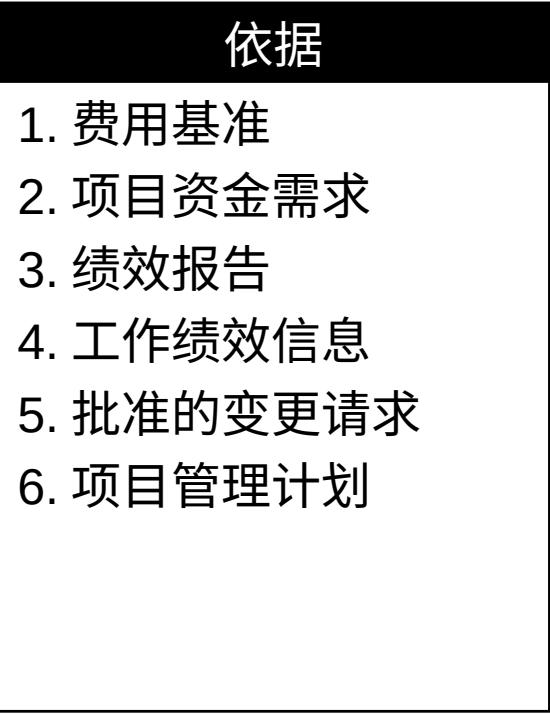 依据
1. 费用基准
2. 项目资金需求
3. 绩效报告
4. 工作绩效信息
5. 批准的变更请求
6. 项目管理计划